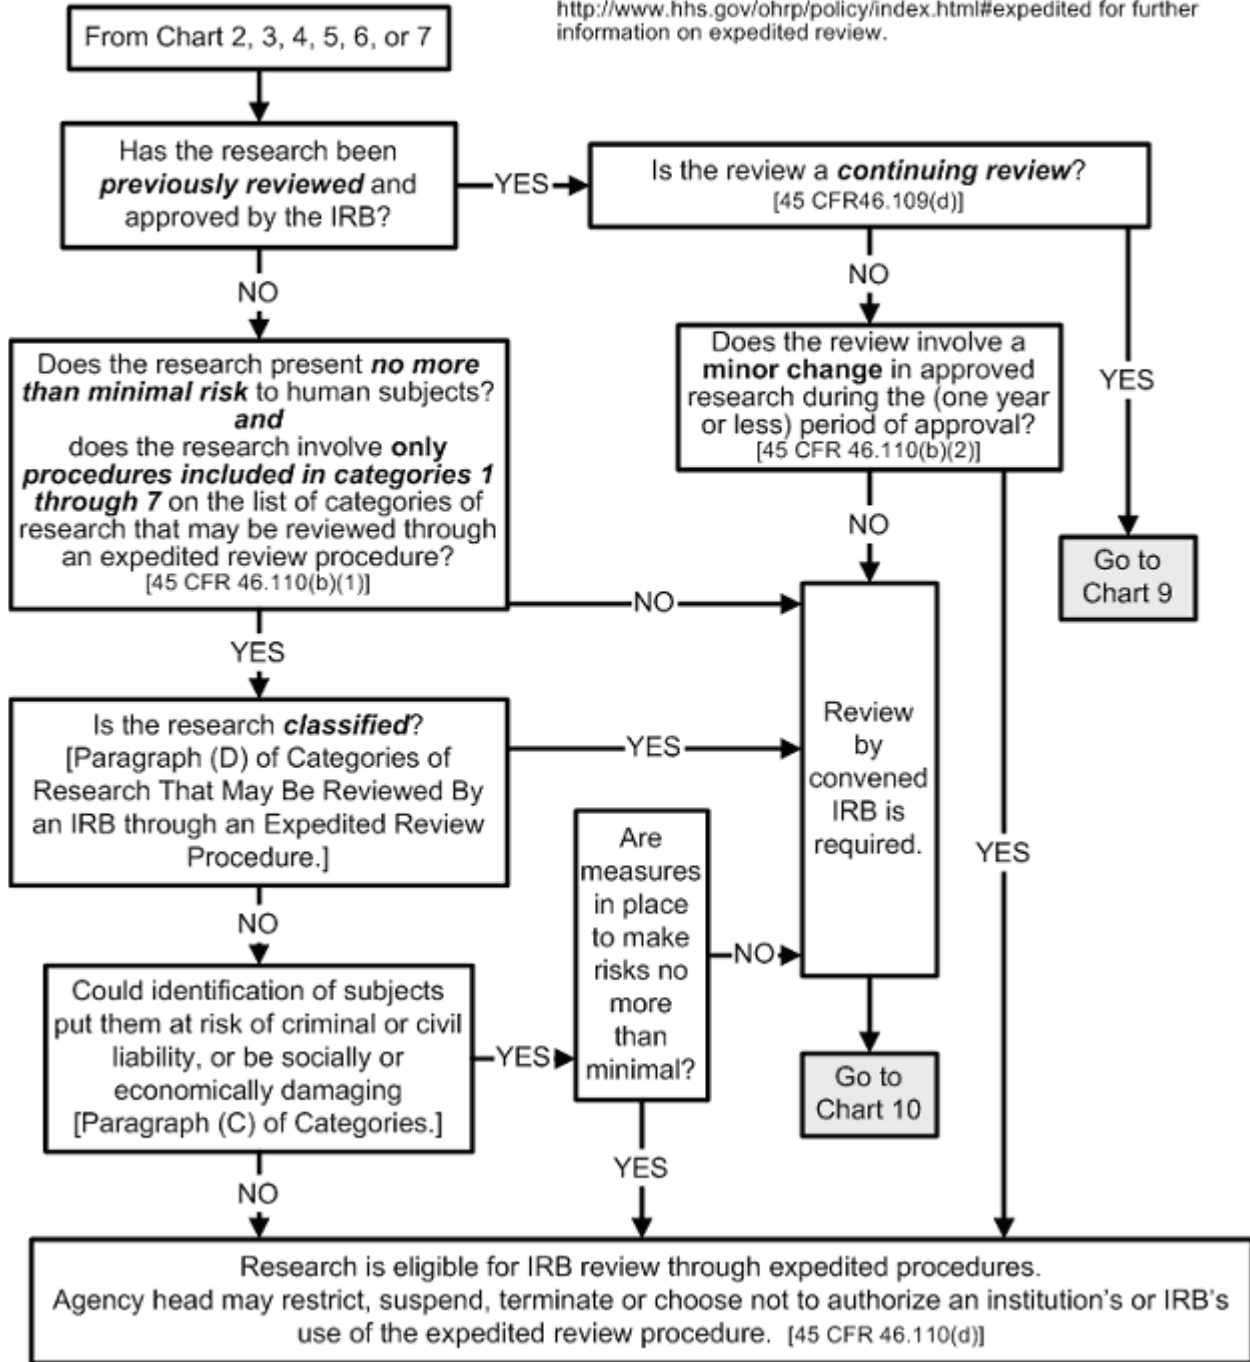 http://www.hhs.gov/ohrp/policy/index.html#expedited for further
information on expedited review.
From Chart 2, 3, 4, 5, 6, or 7
Has the research been
previously reviewed and
approved by the IRB?
YES
Is the review a continuing review?
[45 CFR46.109(d)]
NO
NO
YES
Does the research present no more
than minimal risk to human subjects?
and
does the research involve only
procedures included in categories 1
through 7 on the list of categories of
research that may be reviewed through
an expedited review procedure?
[45 CFR 46.110(b)(1)]
Does the review involve a
minor change in approved
research during the (one year
or less) period of approval?
[45 CFR 46.110(b)(2)]
NO
Go to
Chart 9
NO
YES
Is the research classified?
[Paragraph (D) of Categories of
Research That May Be Reviewed By
an IRB through an Expedited Review
Procedure.]
YES
Review
by
convened
IRB is
required.
YES
Are
measures
in place
to make
risks no
more
than
minimal?
NO
NO
Could identification of subjects
put them at risk of criminal or civil
liability, or be socially or
economically damaging
[Paragraph (C) of Categories.]
YES
Go to
Chart 10
NO
YES
Research is eligible for IRB review through expedited procedures.
Agency head may restrict, suspend, terminate or choose not to authorize an institution's or IRB's
use of the expedited review procedure. [45 CFR 46.110(d)]